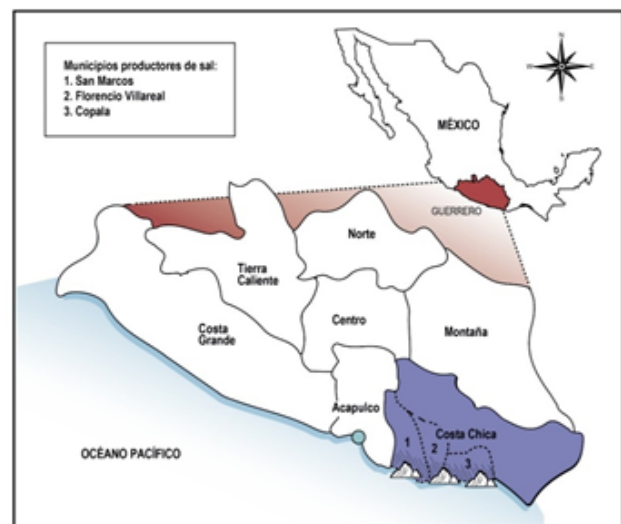 Municipios productores de sal:
1. San Marcos
2. Florencio Villareal
3. Copala
N
W
E
S
MÉXICO
GUERRERO
Norte
Tierra
Caliente
Costa
Grande
Centro
Montaña
Acapulco
Costa Chica
1
2
3
OCÉANO PACÍFICO